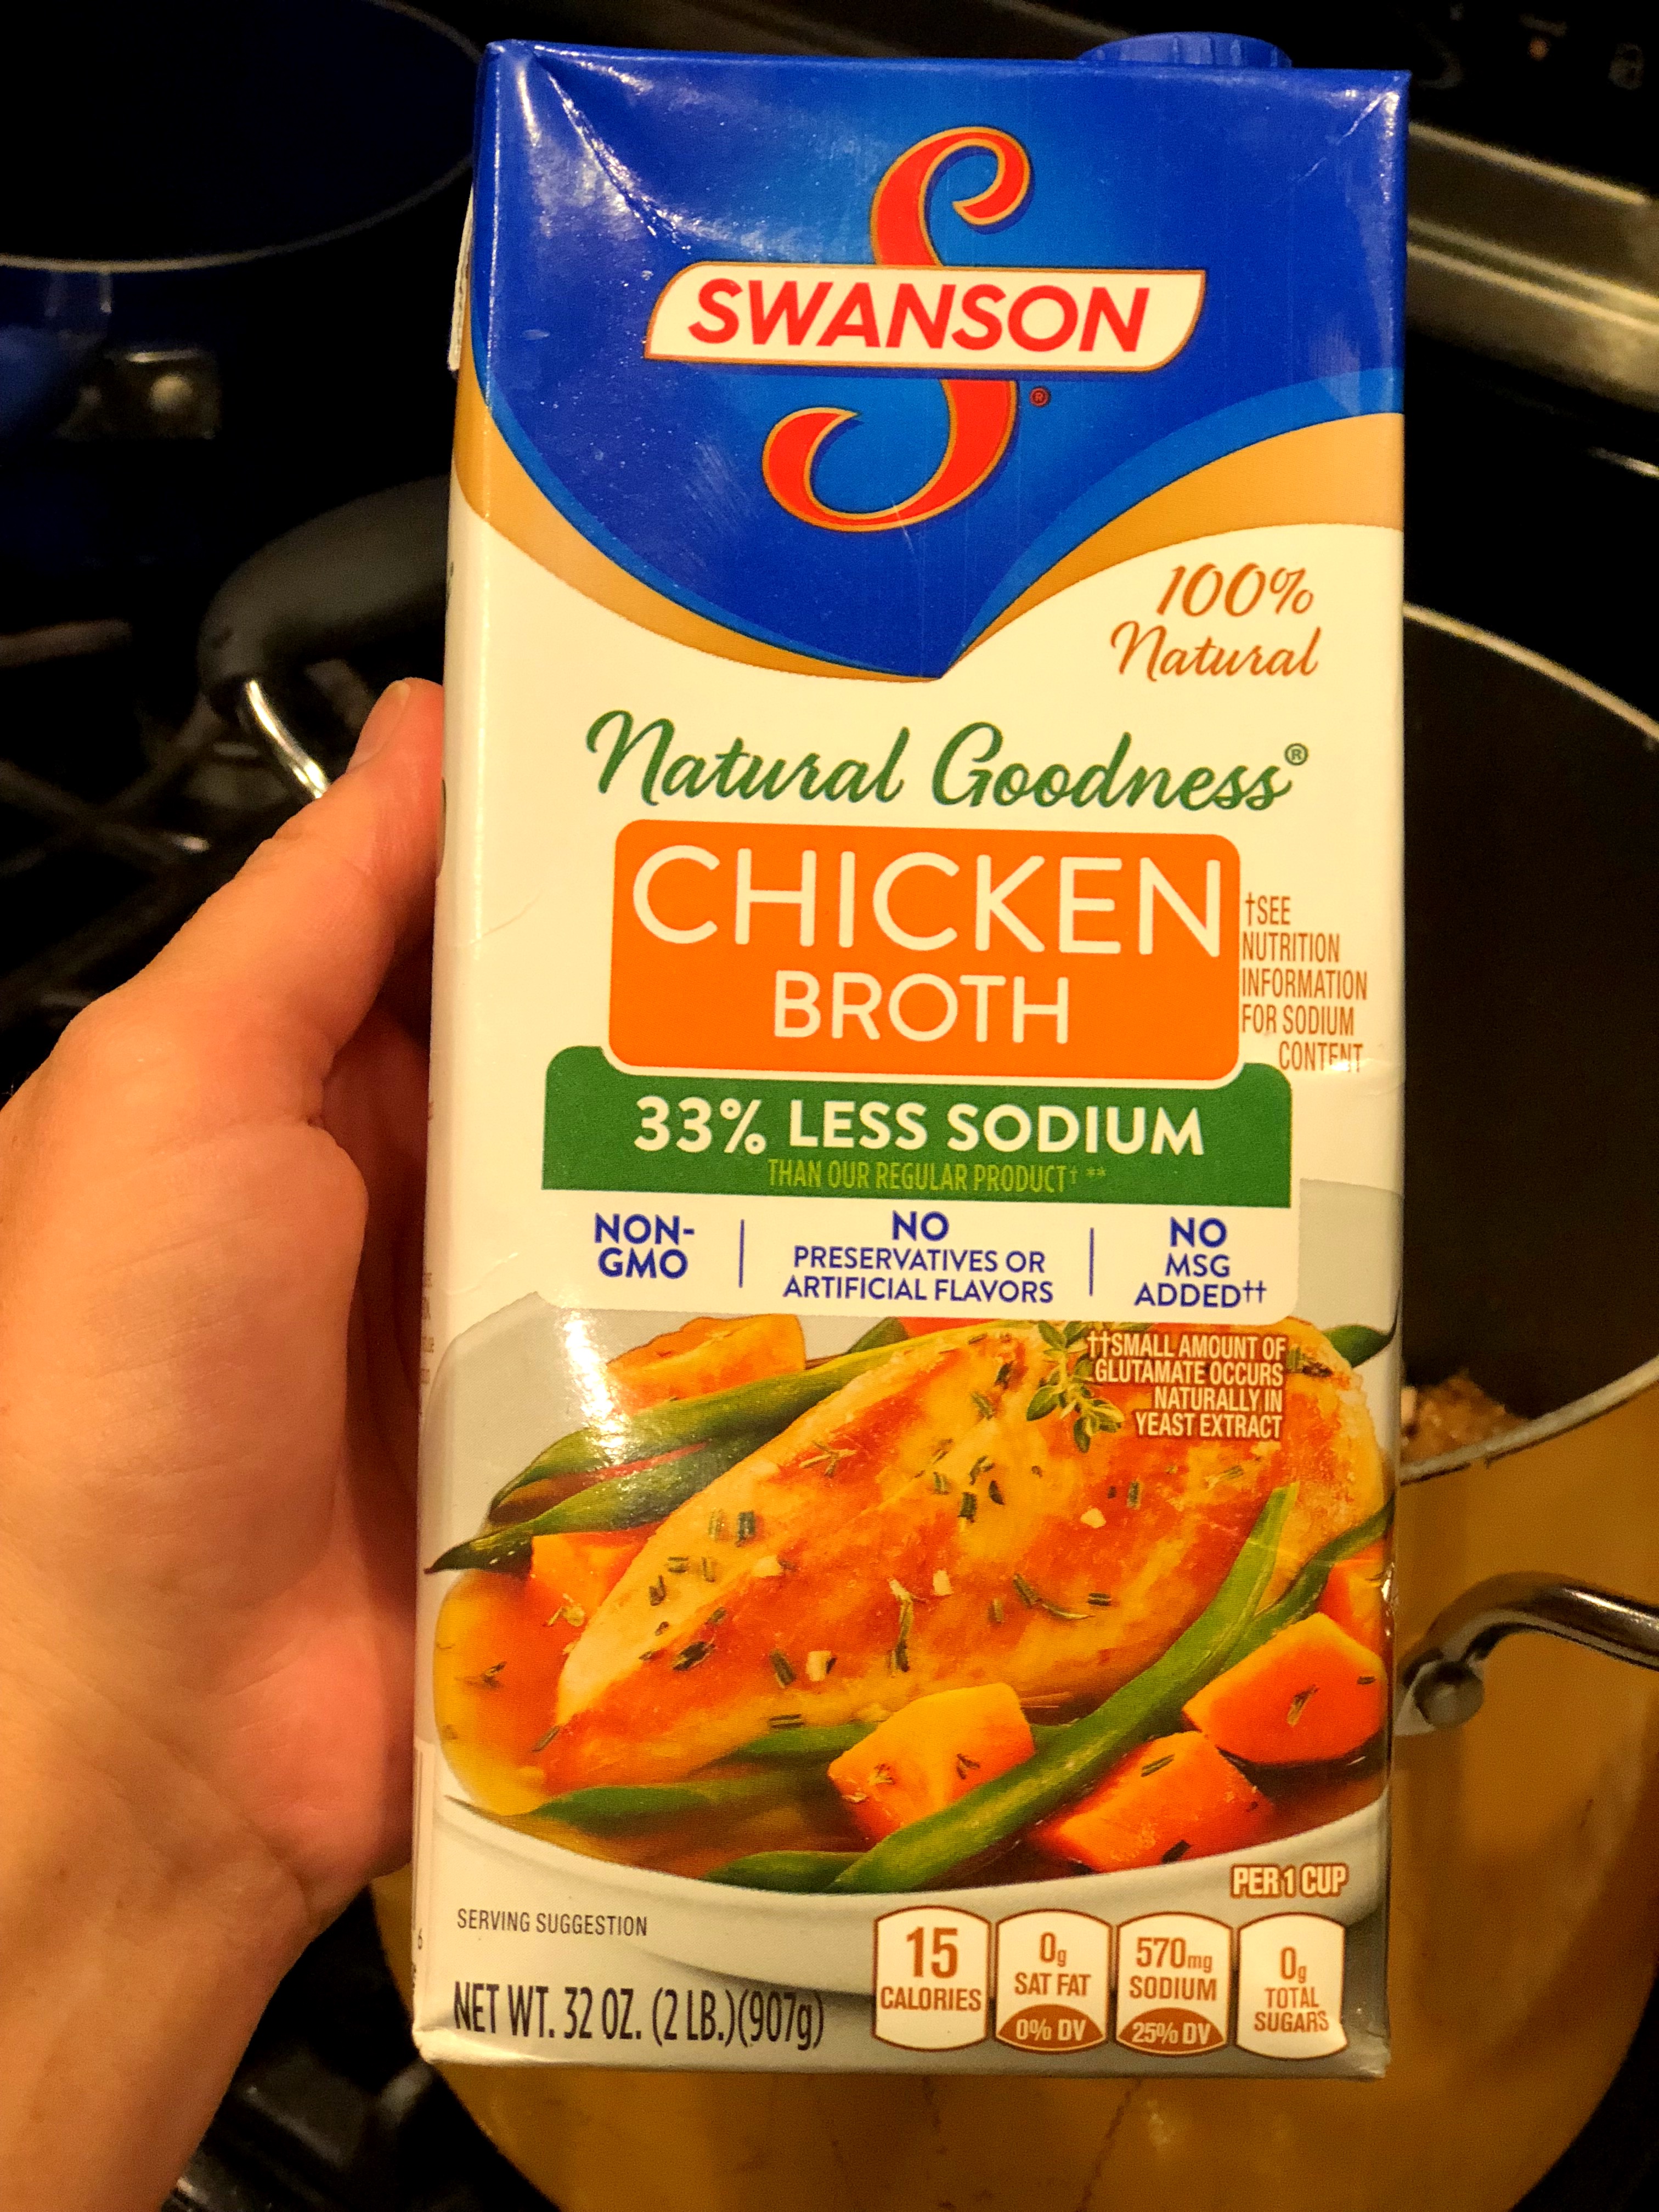 SWANSON
®
100%
Natural
Natural Goodness®
CHICKEN
BROTH
†SEE
NUTRITION
INFORMATION
FOR SODIUM
CONTENT
33% LESS SODIUM
THAN OUR REGULAR PRODUCT† **
NON-
GMO
NO
PRESERVATIVES OR
ARTIFICIAL FLAVORS
NO
MSG
ADDED††
††SMALL AMOUNT OF
GLUTAMATE OCCURS
NATURALLY IN
YEAST EXTRACT
PER 1 CUP
SERVING SUGGESTION
NET WT. 32 OZ. (2 LB.)(907g)
15
CALORIES
0g
SAT FAT
0% DV
570mg
SODIUM
25% DV
0g
TOTAL
SUGARS